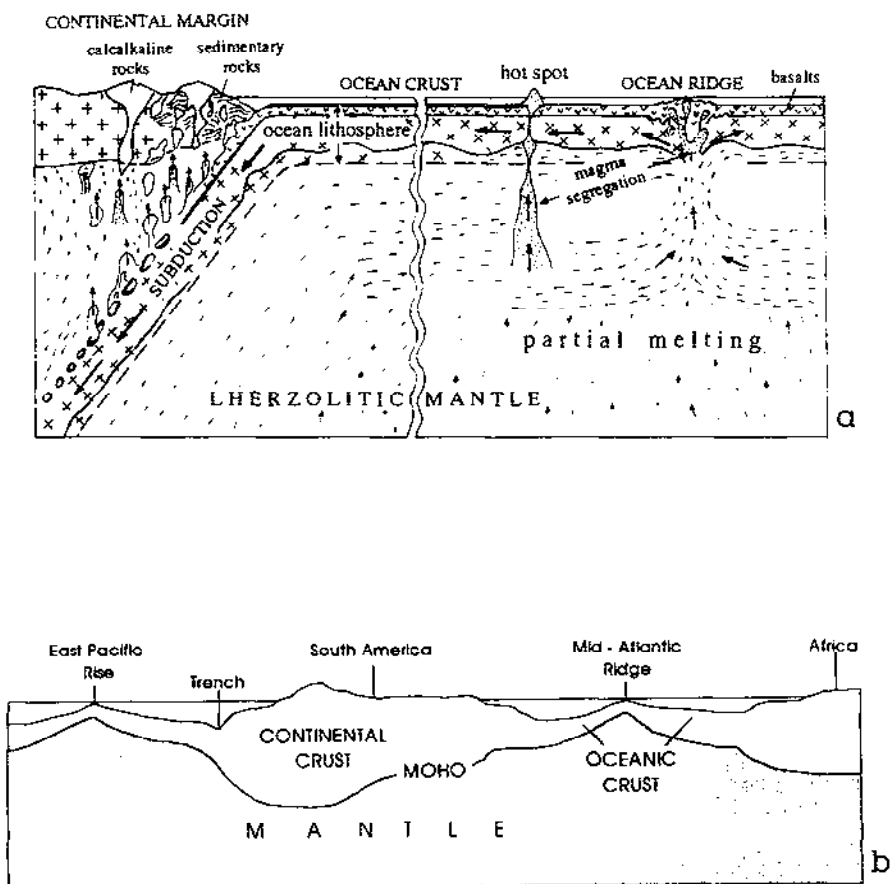 CONTINENTAL MARGIN
calcalkaline rocks
sedimentary rocks
OCEAN CRUST
hot spot
OCEAN RIDGE
basalts
ocean lithosphere
magma segregation
SUBDUCTION
partial melting
LHERZOLITIC MANTLE
a
East Pacific Rise
Trench
South America
Mid - Atlantic Ridge
Africa
CONTINENTAL CRUST
MOHO
OCEANIC CRUST
MANTLE
b